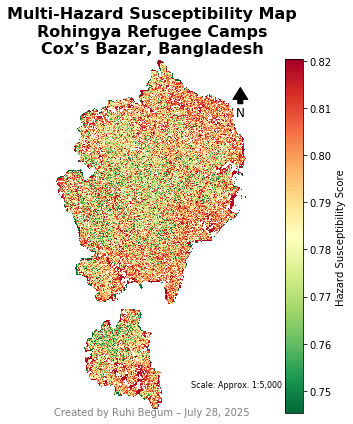 Multi-Hazard Susceptibility Map
Rohingya Refugee Camps
Cox’s Bazar, Bangladesh
N
0.82
0.81
0.80
0.79
0.78
0.77
0.76
0.75
Hazard Susceptibility Score
Scale: Approx. 1:5,000
Created by Ruhi Begum – July 28, 2025